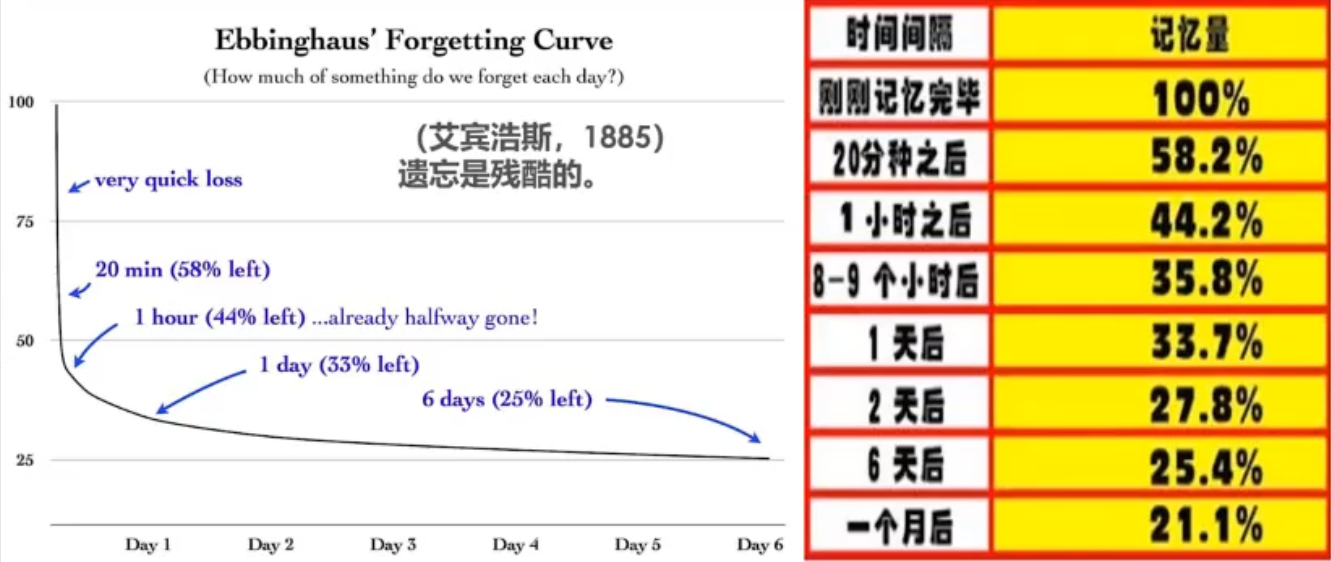 Ebbinghaus' Forgetting Curve
(How much of something do we forget each day?)
100
(艾宾浩斯，1885)
遗忘是残酷的。
very quick loss
75
20 min (58% left)
1 hour (44% left) ...already halfway gone!
50
1 day (33% left)
6 days (25% left)
25
Day 1 Day 2 Day 3 Day 4 Day 5 Day 6
时间间隔 记忆量
刚刚记忆完毕 100%
20分种之后 58.2%
1小时之后 44.2%
8-9 个小时后 35.8%
1 天后 33.7%
2 天后 27.8%
6 天后 25.4%
一个月后 21.1%